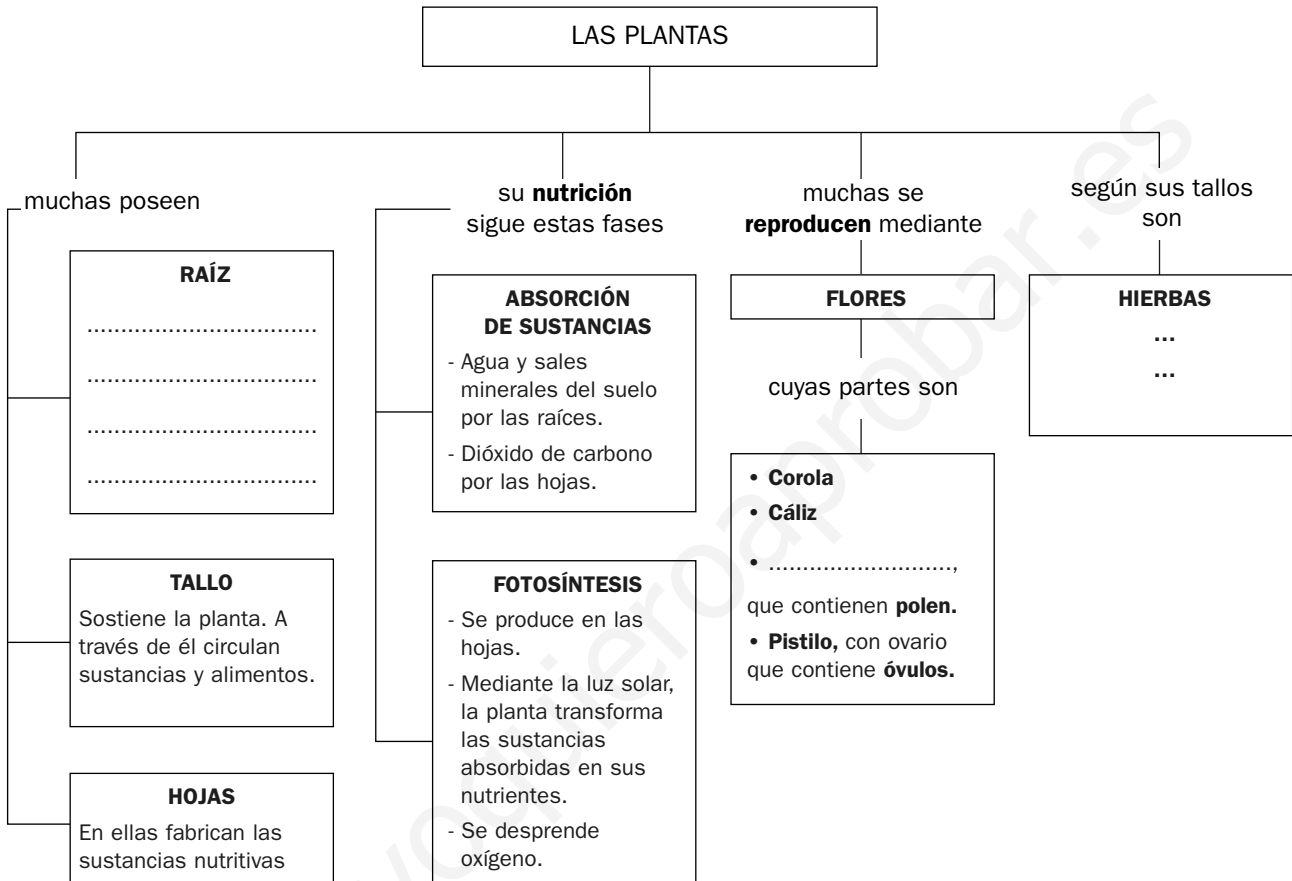 LAS PLANTAS
muchas poseen
RAÍZ
..................................
..................................
..................................
..................................
TALLO
Sostiene la planta. A
través de él circulan
sustancias y alimentos.
HOJAS
En ellas fabrican las
sustancias nutritivas
su nutrición
sigue estas fases
ABSORCIÓN
DE SUSTANCIAS
- Agua y sales
minerales del suelo
por las raíces.
- Dióxido de carbono
por las hojas.
FOTOSÍNTESIS
- Se produce en las
hojas.
- Mediante la luz solar,
la planta transforma
las sustancias
absorbidas en sus
nutrientes.
- Se desprende
oxígeno.
muchas se
reproducen mediante
FLORES
cuyas partes son
• Corola
• Cáliz
• ...........................,
que contienen polen.
• Pistilo, con ovario
que contiene óvulos.
según sus tallos
son
HIERBAS
...
...
yoquieroaprobar.es